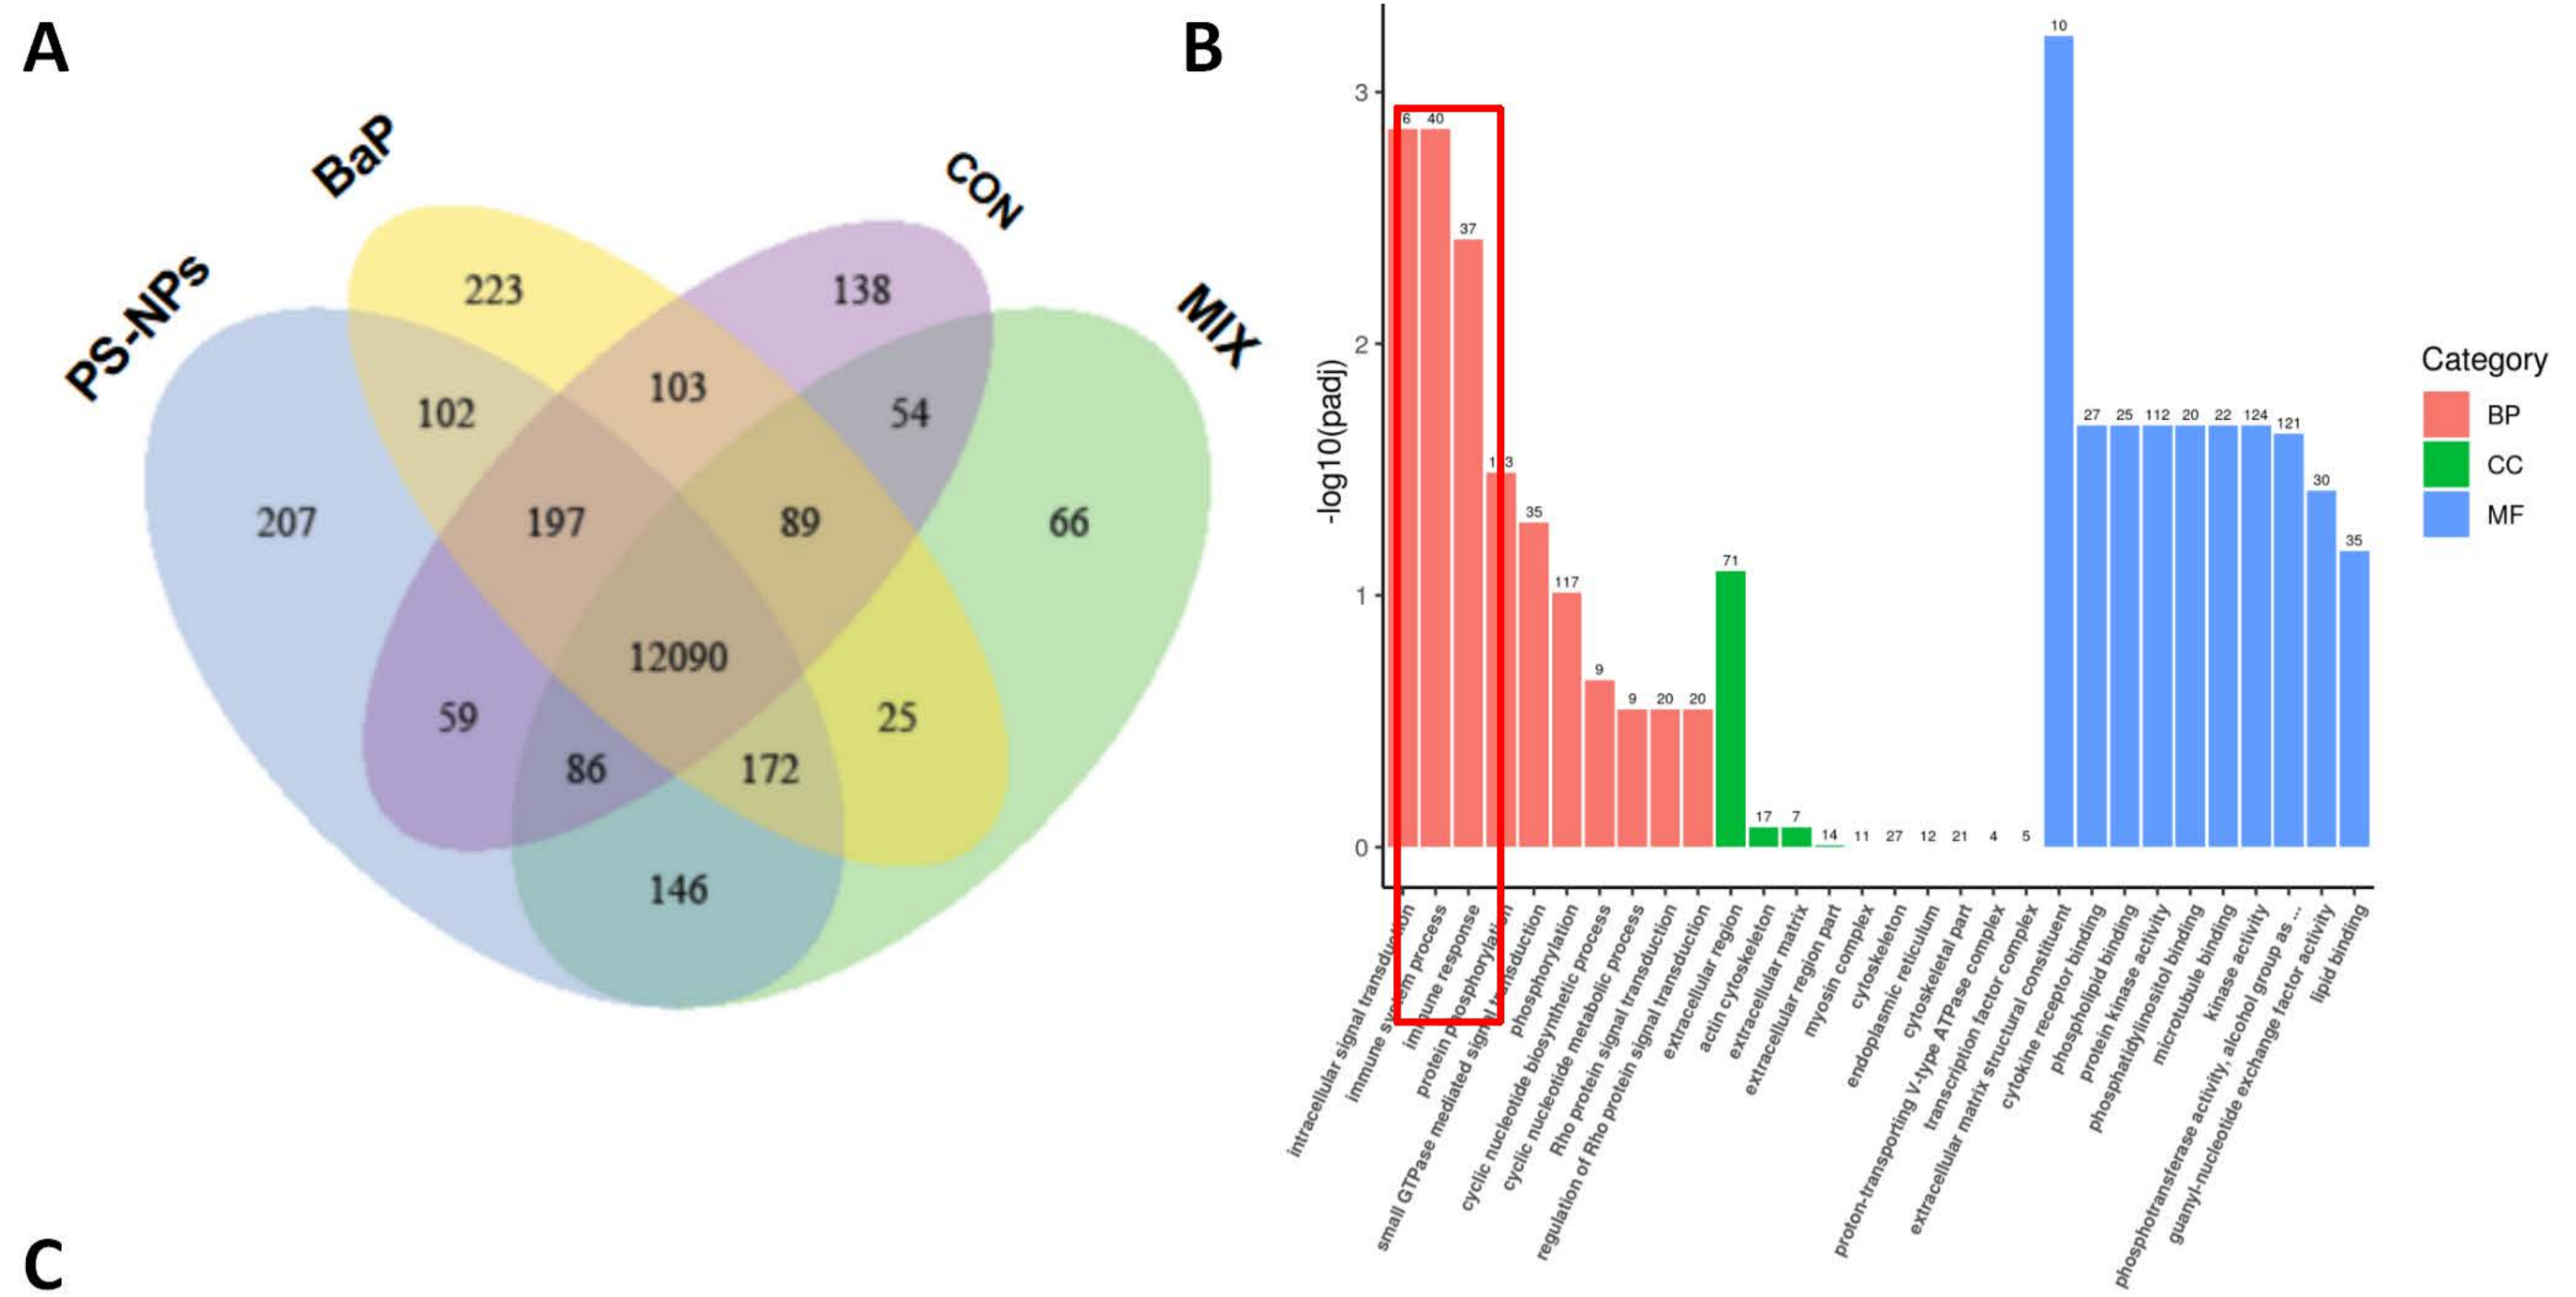 A
PS-NPs
BaP
CON
MIX
223
138
103
102
54
207
197
89
66
12090
59
25
86
172
146
B
-log10(padj)
3
2
1
0
40
37
35
117
9
9
20
20
71
17
7
14
11
27
12
21
4
5
10
27
25
112
20
22
124
121
30
35
intracellular signal transduction
immune system process
immune response
protein phosphorylation
small GTPase mediated signal transduction
phosphorylation
cyclic nucleotide biosynthetic process
cyclic nucleotide metabolic process
Rho protein signal transduction
regulation of Rho protein signal transduction
extracellular region
actin cytoskeleton
extracellular matrix
extracellular region part
myosin complex
cytoskeleton
endoplasmic reticulum
cytoskeletal part
proton-transporting V-type ATPase complex
transcription factor complex
extracellular matrix structural constituent
cytokine receptor binding
phospholipid binding
protein kinase activity
phosphatidylinositol binding
microtubule binding
kinase activity
phosphotransferase activity, alcohol group as ...
guanyl-nucleotide exchange factor activity
lipid binding
Category
BP
CC
MF
C